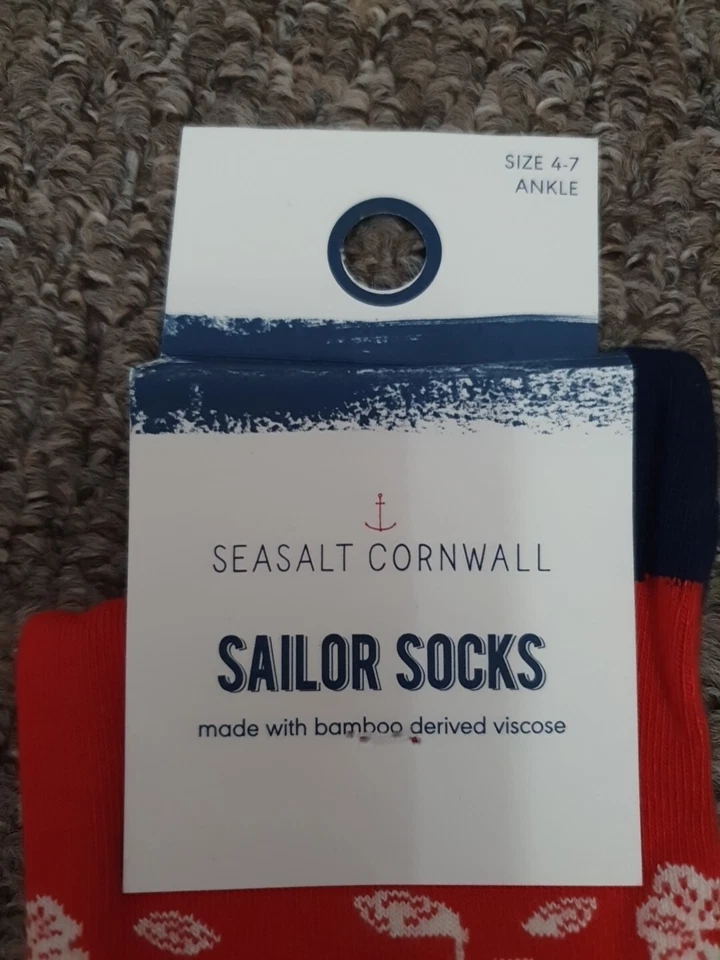 SIZE 4-7
ANKLE
SEASALT CORNWALL
SAILOR SOCKS
made with bamboo derived viscose